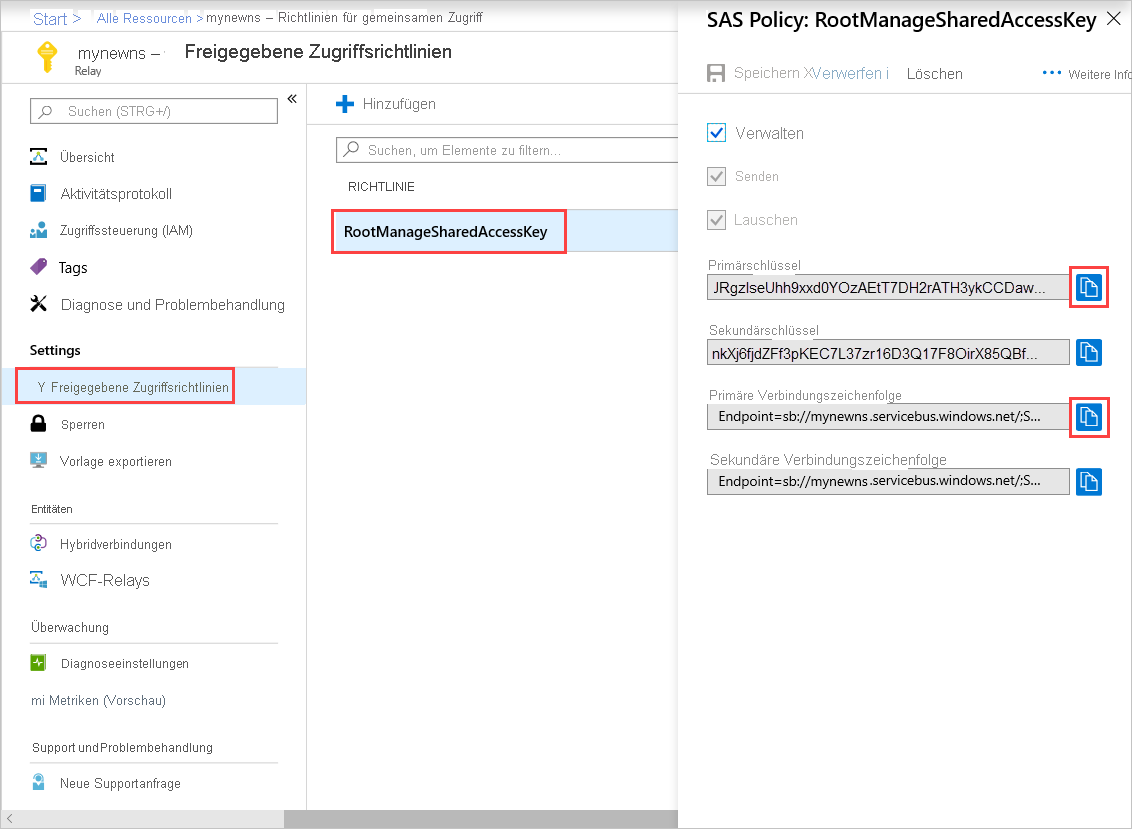 Start > Alle Ressourcen > mynewns – Richtlinien für gemeinsamen Zugriff
mynewns –
Freigegebene Zugriffsrichtlinien
Relay
Suchen (STRG+/)
«
Übersicht
Aktivitätsprotokoll
Zugriffssteuerung (IAM)
Tags
Diagnose und Problembehandlung
Settings
Y Freigegebene Zugriffsrichtlinien
Sperren
Vorlage exportieren
Entitäten
Hybridverbindungen
WCF-Relays
Überwachung
Diagnoseeinstellungen
mi Metriken (Vorschau)
Support undProblembehandlung
Neue Supportanfrage
Hinzufügen
Suchen, um Elemente zu filtern...
RICHTLINIE
RootManageSharedAccessKey
SAS Policy: RootManageSharedAccessKey
Speichern XVerwerfen i Löschen
Weitere Info
Verwalten
Senden
Lauschen
Primärschlüssel
JRgzIseUhh9xxd0YOzAEtT7DH2rATH3ykCCDaw...
Sekundärschlüssel
nkXj6fjdZFf3pKEC7L37zr16D3Q17F8OirX85QBf...
Primäre Verbindungszeichenfolge
Endpoint=sb://mynewns.servicebus.windows.net/;S...
Sekundäre Verbindungszeichenfolge
Endpoint=sb://mynewns.servicebus.windows.net/;S...